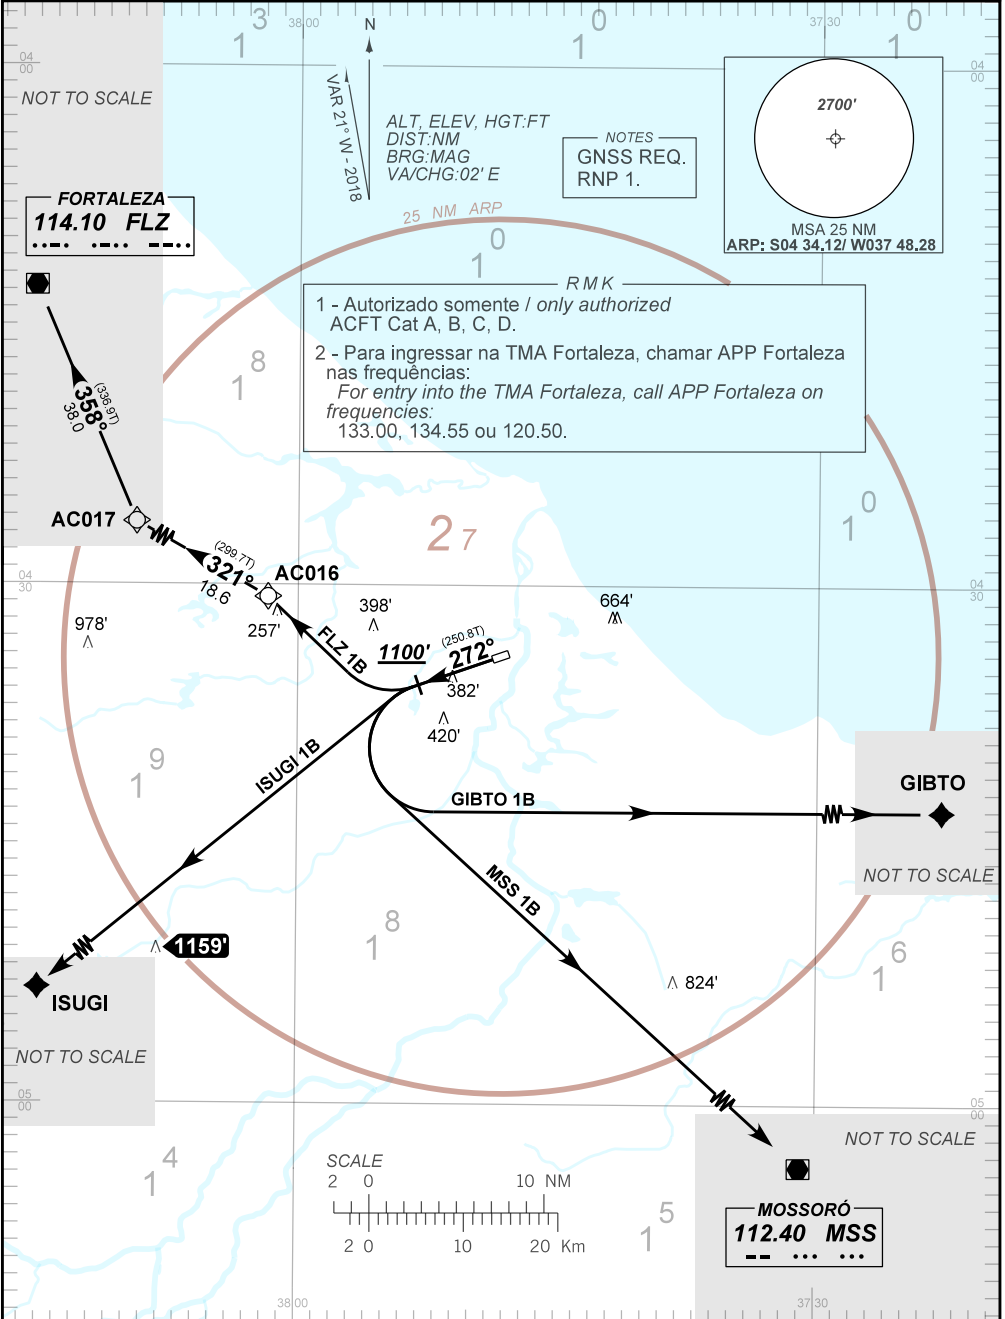 1 3
38 00
N
1 0
37 30
1 0
04 00
04 00
NOT TO SCALE
VAR 21° W - 2018
ALT, ELEV, HGT:FT
DIST:NM
BRG:MAG
VA/CHG:02' E
NOTES
GNSS REQ.
RNP 1.
2700'
MSA 25 NM
ARP: S04 34.12/ W037 48.28
FORTALEZA
114.10 FLZ
25 NM ARP
1 0
RMK
1 - Autorizado somente / only authorized
ACFT Cat A, B, C, D.
2 - Para ingressar na TMA Fortaleza, chamar APP Fortaleza
nas frequências:
For entry into the TMA Fortaleza, call APP Fortaleza on
frequencies:
133.00, 134.55 ou 120.50.
1 8
(336.9T)
358°
38.0
AC017
2 7
1 0
(299.7T)
321°
18.6
AC016
04 30
04 30
978'
257'
398'
664'
FLZ 1B
1100'
(250.8T)
272°
382'
420'
ISUGI 1B
1 9
GIBTO 1B
GIBTO
NOT TO SCALE
MSS 1B
1 8
1159'
1 6
824'
ISUGI
NOT TO SCALE
05 00
05 00
NOT TO SCALE
1 4
SCALE
2 0 10 NM
2 0 10 20 Km
1 5
MOSSORÓ
112.40 MSS
38 00
37 30